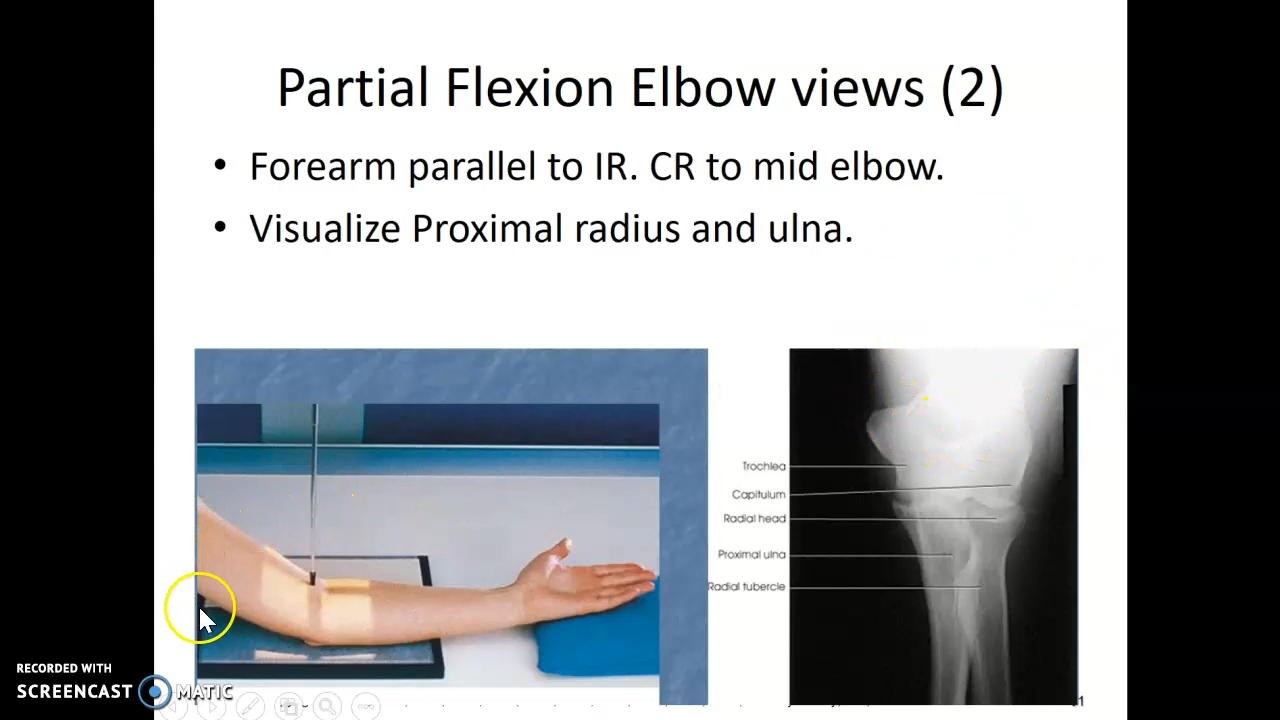 Partial Flexion Elbow views (2)
• Forearm parallel to IR. CR to mid elbow.
• Visualize Proximal radius and ulna.
Trochlea
Capitulum
Radial head
Proximal ulna
Radial tubercle
RECORDED WITH
SCREENCAST MATIC